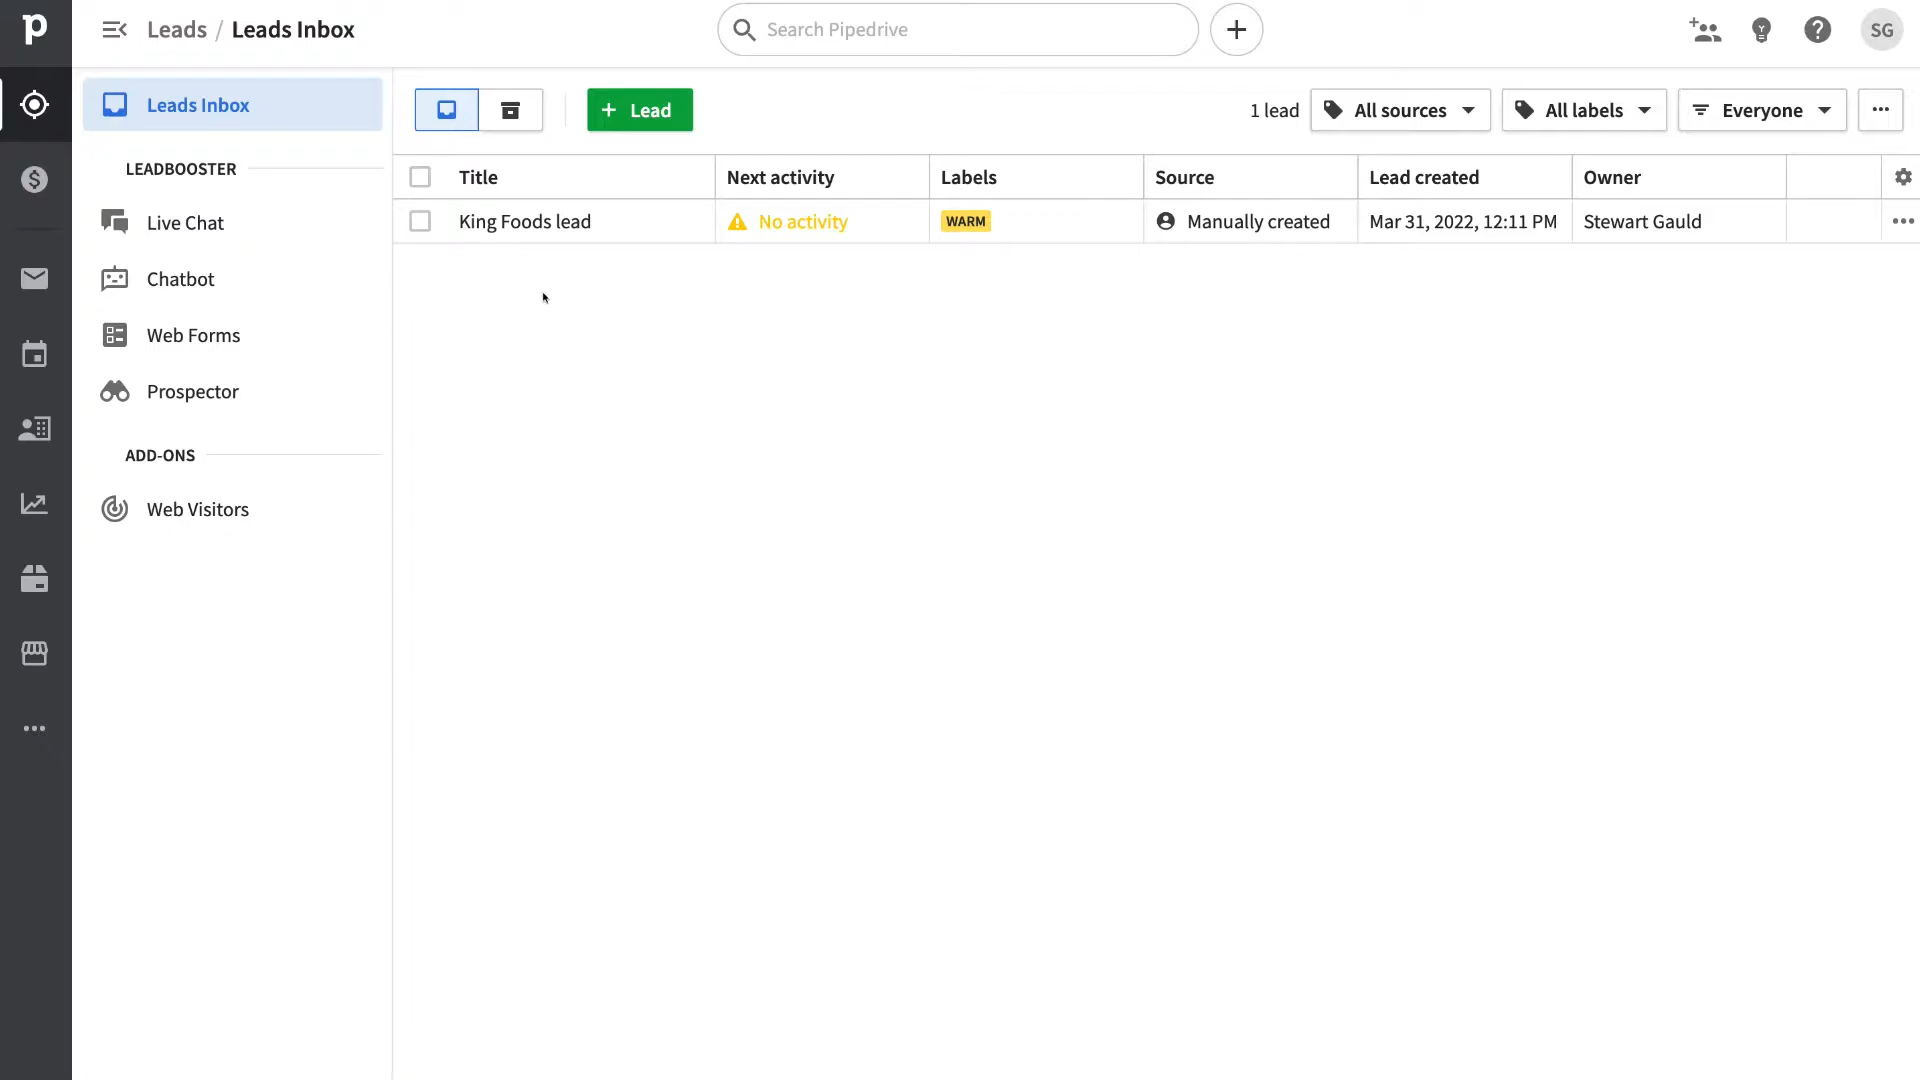 p
Leads / Leads Inbox
Search Pipedrive
SG
Leads Inbox
LEADBOOSTER
Live Chat
Chatbot
Web Forms
Prospector
ADD-ONS
Web Visitors
+ Lead
1 lead
All sources
All labels
Everyone
Title
Next activity
Labels
Source
Lead created
Owner
King Foods lead
No activity
WARM
Manually created
Mar 31, 2022, 12:11 PM
Stewart Gauld